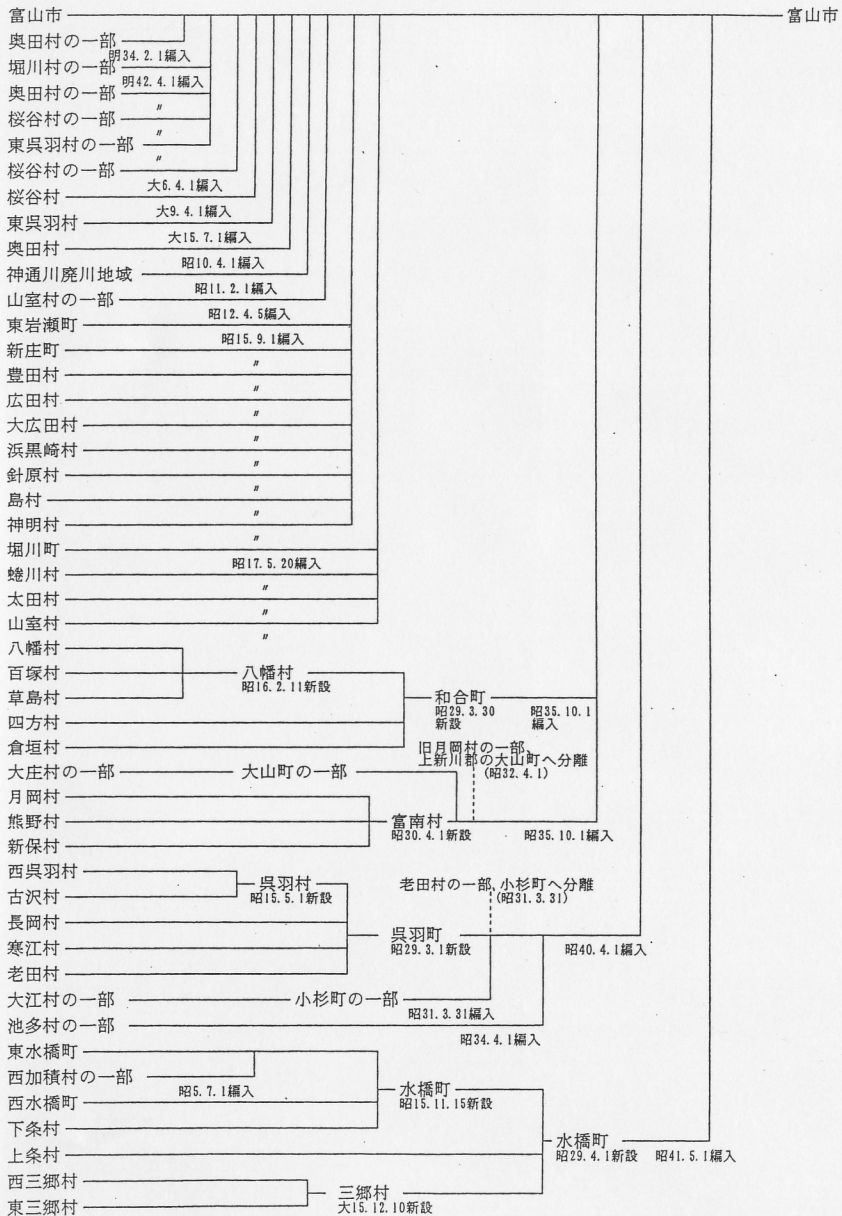 富山市 富山市
奥田村の一部
明34.2.1編入
堀川村の一部
明42.4.1編入
奥田村の一部
〃
桜谷村の一部
〃
東呉羽村の一部
〃
桜谷村の一部
大6.4.1編入
桜谷村
大9.4.1編入
東呉羽村
大15.7.1編入
奥田村
昭10.4.1編入
神通川廃川地域
昭11.2.1編入
山室村の一部
昭12.4.5編入
東岩瀬町
昭15.9.1編入
新庄町
〃
豊田村
〃
広田村
〃
大広田村
〃
浜黒崎村
〃
針原村
〃
島村
〃
神明村
〃
堀川町
昭17.5.20編入
蜷川村
〃
太田村
〃
山室村
〃
八幡村
百塚村 八幡村
昭16.2.11新設
草島村 和合町
昭29.3.30 昭35.10.1
新設 編入
四方村
倉垣村
旧月岡村の一部、
上新川郡の大山町へ分離
(昭32.4.1)
大庄村の一部 大山町の一部
月岡村
熊野村 富南村
昭30.4.1新設 昭35.10.1編入
新保村
西呉羽村
呉羽村 老田村の一部、小杉町へ分離
昭15.5.1新設 (昭31.3.31)
古沢村
長岡村
呉羽町
昭29.3.1新設 昭40.4.1編入
寒江村
老田村
大江村の一部 小杉町の一部
昭31.3.31編入
池多村の一部
昭34.4.1編入
東水橋町
西加積村の一部
昭5.7.1編入
水橋町
昭15.11.15新設
西水橋町
下条村
水橋町
昭29.4.1新設 昭41.5.1編入
上条村
西三郷村
三郷村
大15.12.10新設
東三郷村